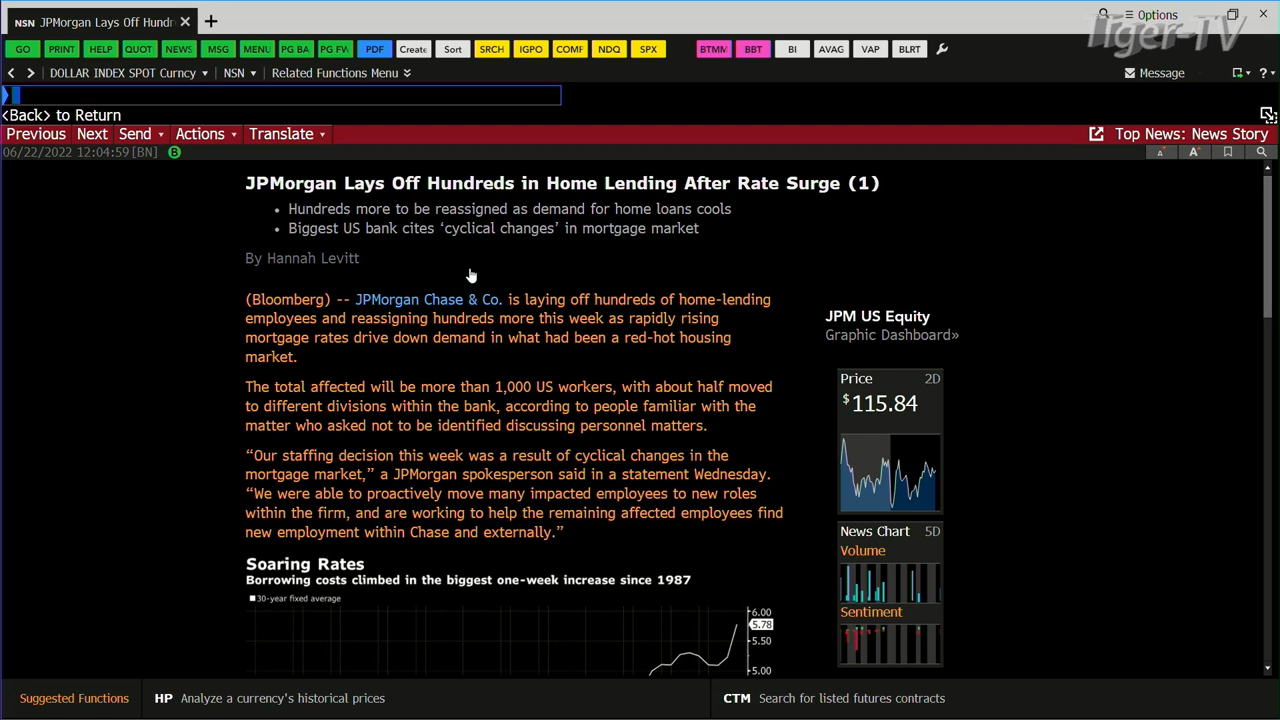 NSN JPMorgan Lays Off Hundr
Options
Tiger-TV
GO PRINT HELP QUOT NEWS MSG MENU PG BA PG FW PDF Create Sort SRCH IGPO COMF NDQ SPX BTMM BBT BI AVAG VAP BLRT
DOLLAR INDEX SPOT Curncy NSN Related Functions Menu Message ?
<Back> to Return
Previous Next Send Actions Translate Top News: News Story
06/22/2022 12:04:59 [BN] B
JPMorgan Lays Off Hundreds in Home Lending After Rate Surge (1)
• Hundreds more to be reassigned as demand for home loans cools
• Biggest US bank cites ‘cyclical changes’ in mortgage market
By Hannah Levitt
(Bloomberg) -- JPMorgan Chase & Co. is laying off hundreds of home-lending
employees and reassigning hundreds more this week as rapidly rising
mortgage rates drive down demand in what had been a red-hot housing
market.
The total affected will be more than 1,000 US workers, with about half moved
to different divisions within the bank, according to people familiar with the
matter who asked not to be identified discussing personnel matters.
“Our staffing decision this week was a result of cyclical changes in the
mortgage market,” a JPMorgan spokesperson said in a statement Wednesday.
“We were able to proactively move many impacted employees to new roles
within the firm, and are working to help the remaining affected employees find
new employment within Chase and externally.”
Soaring Rates
Borrowing costs climbed in the biggest one-week increase since 1987
30-year fixed average
6.00
5.78
5.50
5.00
JPM US Equity
Graphic Dashboard»
Price 2D
$115.84
News Chart 5D
Volume
Sentiment
Suggested Functions HP Analyze a currency's historical prices CTM Search for listed futures contracts